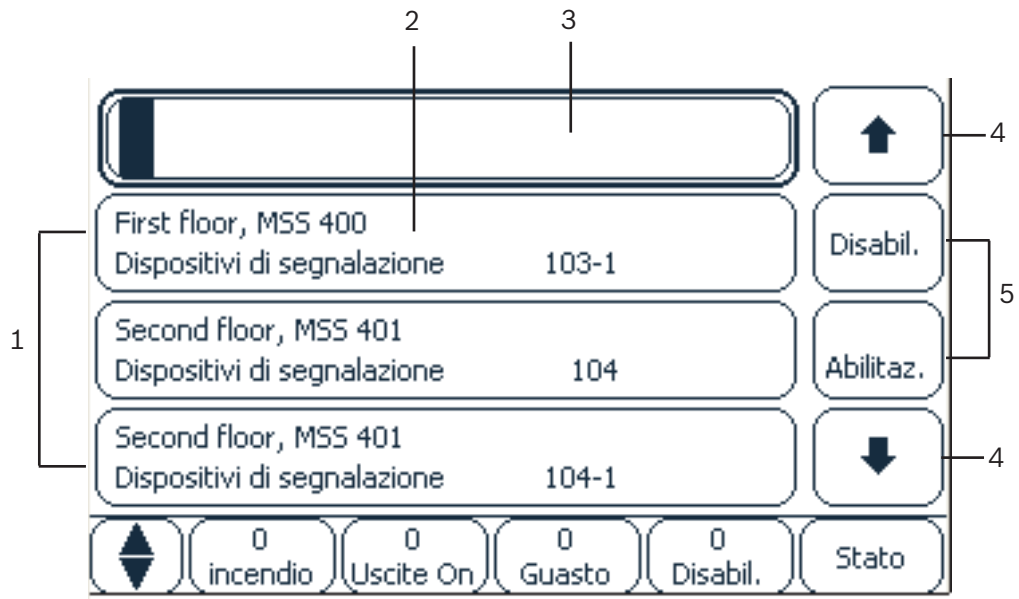 2
3
4
First floor, MSS 400
Dispositivi di segnalazione 103-1
Disabil.
5
1
Second floor, MSS 401
Dispositivi di segnalazione 104
Abilitaz.
Second floor, MSS 401
Dispositivi di segnalazione 104-1
4
0
incendio
0
Uscite On
0
Guasto
0
Disabil.
Stato